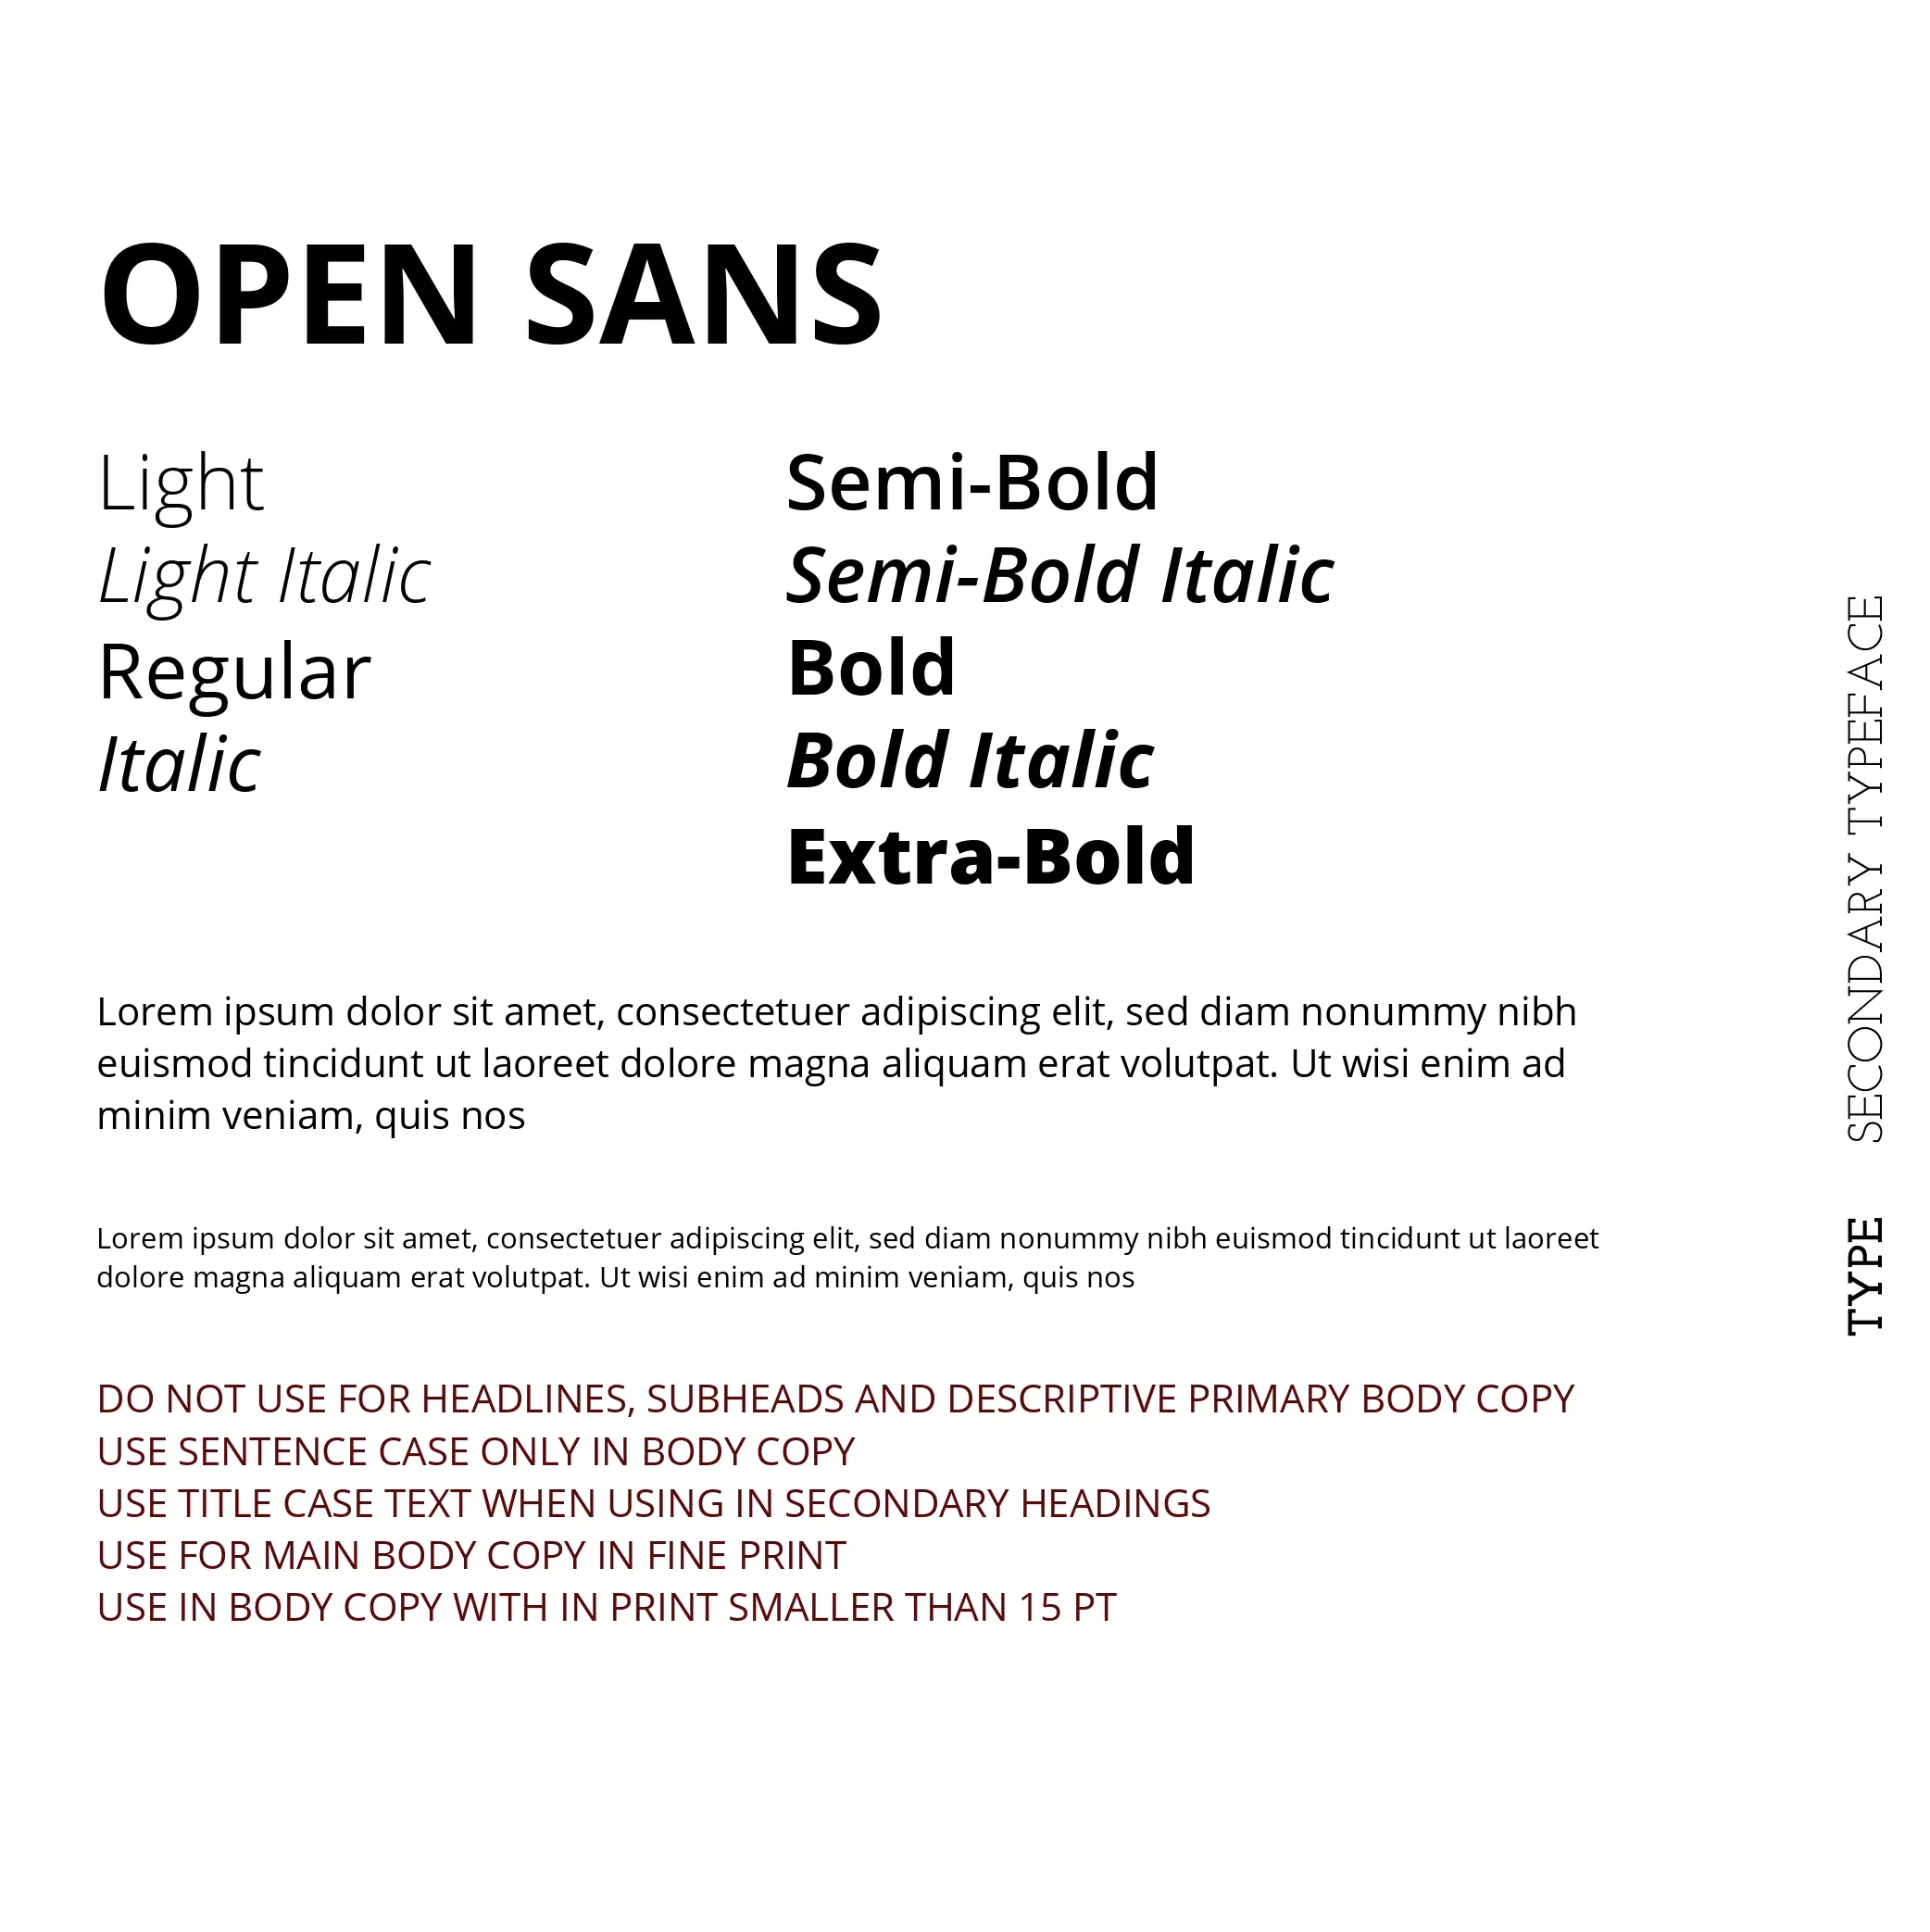 OPEN SANS
Light
Light Italic
Regular
Italic
Semi-Bold
Semi-Bold Italic
Bold
Bold Italic
Extra-Bold
Lorem ipsum dolor sit amet, consectetuer adipiscing elit, sed diam nonummy nibh
euismod tincidunt ut laoreet dolore magna aliquam erat volutpat. Ut wisi enim ad
minim veniam, quis nos
Lorem ipsum dolor sit amet, consectetuer adipiscing elit, sed diam nonummy nibh euismod tincidunt ut laoreet
dolore magna aliquam erat volutpat. Ut wisi enim ad minim veniam, quis nos
DO NOT USE FOR HEADLINES, SUBHEADS AND DESCRIPTIVE PRIMARY BODY COPY
USE SENTENCE CASE ONLY IN BODY COPY
USE TITLE CASE TEXT WHEN USING IN SECONDARY HEADINGS
USE FOR MAIN BODY COPY IN FINE PRINT
USE IN BODY COPY WITH IN PRINT SMALLER THAN 15 PT
TYPE SECONDARY TYPEFACE